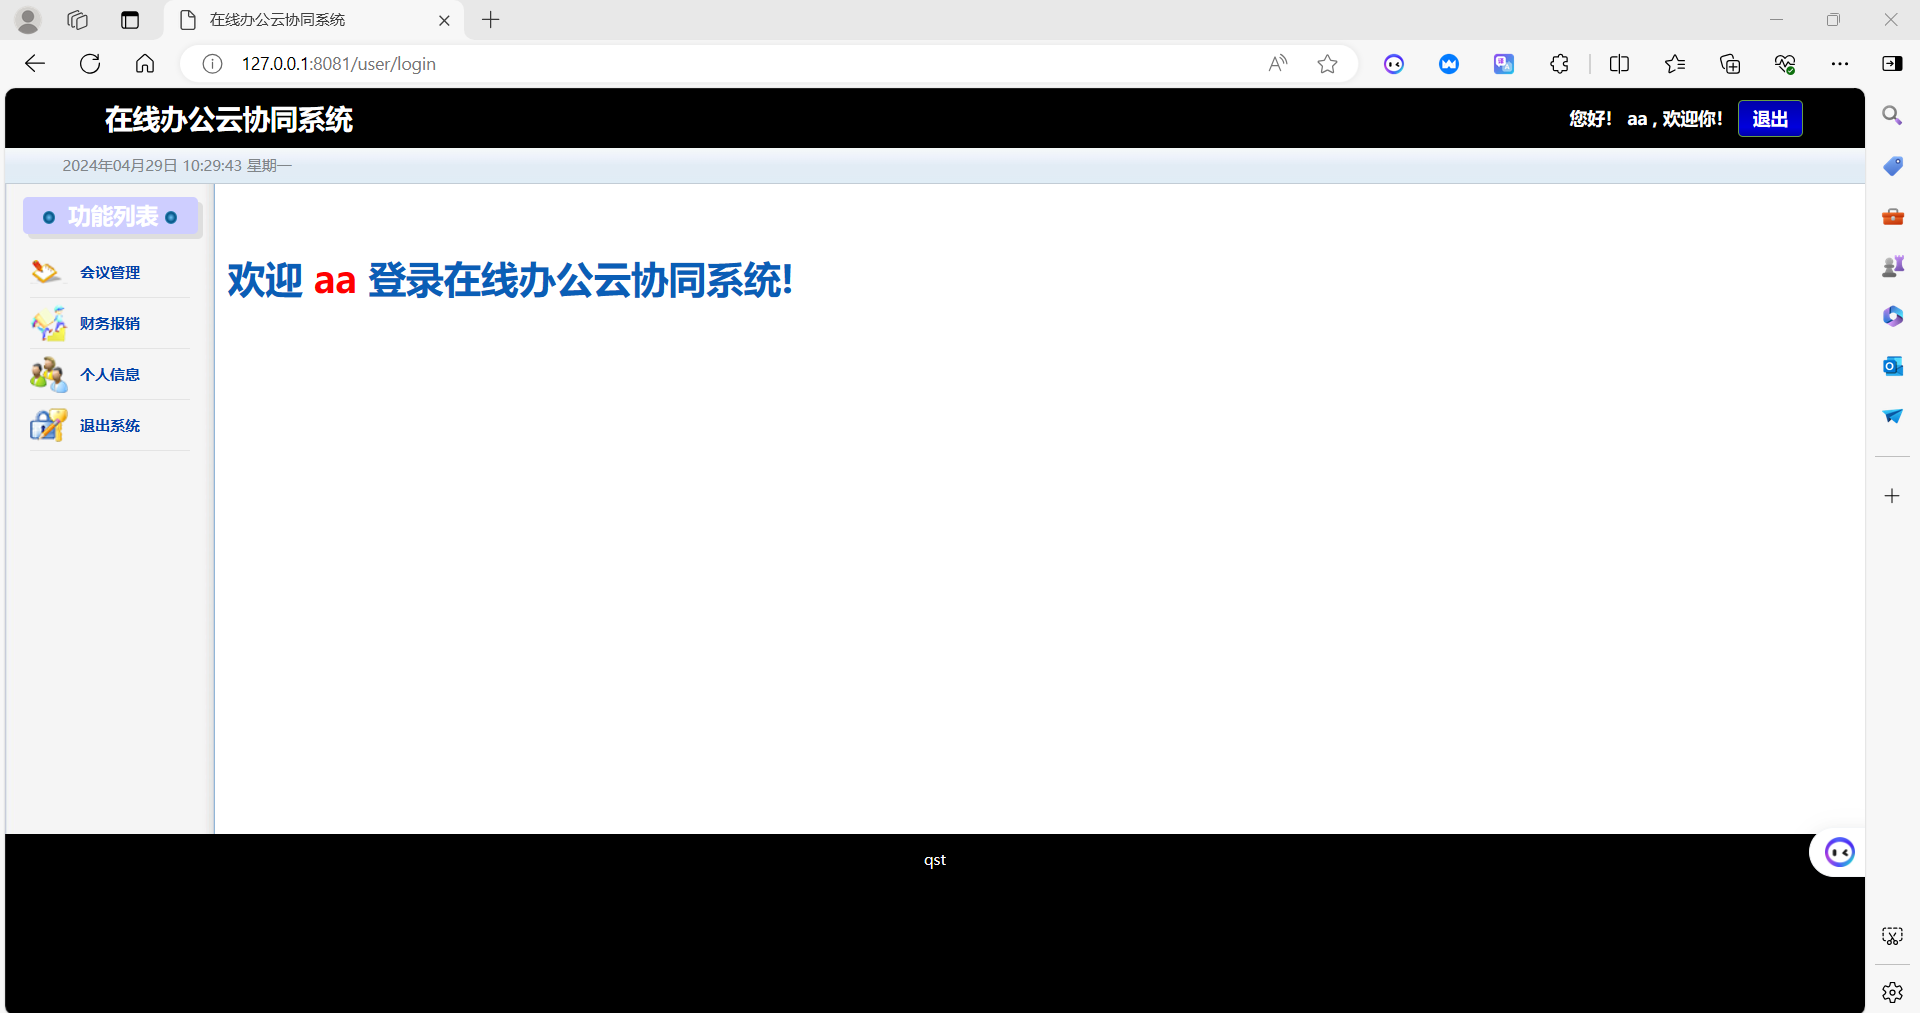 在线办公云协同系统
127.0.0.1:8081/user/login
在线办公云协同系统
您好! aa , 欢迎你! 退出
2024年04月29日 10:29:43 星期一
功能列表
会议管理
财务报销
个人信息
退出系统
欢迎 aa 登录在线办公云协同系统!
qst